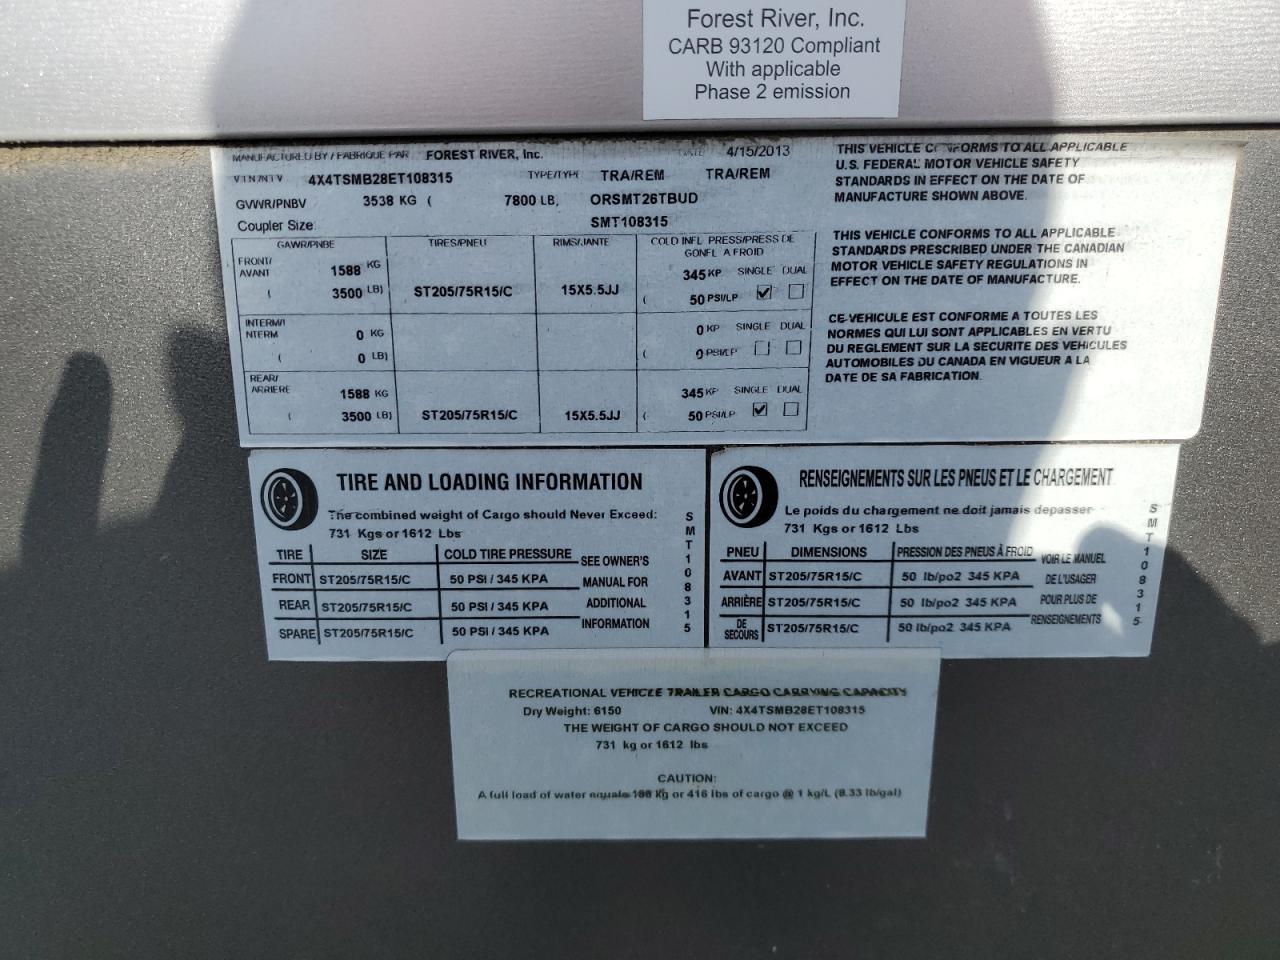 Forest River, Inc.
CARB 93120 Compliant
With applicable
Phase 2 emission
MANUFACTURED BY / FABRIQUE PAR FOREST RIVER, Inc. DATE 4/15/2013
VIN/NIV 4X4TSMB28ET108315 TYPE/TYPE TRA/REM TRA/REM
GVWR/PNBV 3538 KG ( 7800 LB, ORSMT26TBUD
Coupler Size: SMT108315
GAWR/PNBE TIRES/PNEU RIMS/JANTE COLD INFL PRESS/PRESS DE
GONFL A FROID
FRONT/
AVANT 1588 KG 345 KP SINGLE DUAL
( 3500 LB) ST205/75R15/C 15X5.5JJ ( 50 PSI/LP
INTERM/I
NTERM 0 KG 0 KP SINGLE DUAL
( 0 LB) ( 0 PSI/LP
REAR/
ARRIERE 1588 KG 345 KP SINGLE DUAL
( 3500 LB) ST205/75R15/C 15X5.5JJ ( 50 PSI/LP
THIS VEHICLE CONFORMS TO ALL APPLICABLE
U.S. FEDERAL MOTOR VEHICLE SAFETY
STANDARDS IN EFFECT ON THE DATE OF
MANUFACTURE SHOWN ABOVE.
THIS VEHICLE CONFORMS TO ALL APPLICABLE
STANDARDS PRESCRIBED UNDER THE CANADIAN
MOTOR VEHICLE SAFETY REGULATIONS IN
EFFECT ON THE DATE OF MANUFACTURE.
CE VEHICULE EST CONFORME A TOUTES LES
NORMES QUI LUI SONT APPLICABLES EN VERTU
DU REGLEMENT SUR LA SECURITE DES VEHICULES
AUTOMOBILES DU CANADA EN VIGUEUR A LA
DATE DE SA FABRICATION.
TIRE AND LOADING INFORMATION
The combined weight of Cargo should Never Exceed:
731 Kgs or 1612 Lbs
TIRE SIZE COLD TIRE PRESSURE
FRONT ST205/75R15/C 50 PSI / 345 KPA
REAR ST205/75R15/C 50 PSI / 345 KPA
SPARE ST205/75R15/C 50 PSI / 345 KPA
SEE OWNER'S
MANUAL FOR
ADDITIONAL
INFORMATION
SMT108315
RENSEIGNEMENTS SUR LES PNEUS ET LE CHARGEMENT
Le poids du chargement ne doit jamais depasser
731 Kgs or 1612 Lbs
PNEU DIMENSIONS PRESSION DES PNEUS À FROID
AVANT ST205/75R15/C 50 lb/po2 345 KPA
ARRIÈRE ST205/75R15/C 50 lb/po2 345 KPA
DE
SECOURS ST205/75R15/C 50 lb/po2 345 KPA
VOIR LE MANUEL
DE L'USAGER
POUR PLUS DE
RENSEIGNEMENTS
SMT108315
RECREATIONAL VEHICLE TRAILER CARGO CARRYING CAPACITY
Dry Weight: 6150 VIN: 4X4TSMB28ET108315
THE WEIGHT OF CARGO SHOULD NOT EXCEED
731 kg or 1612 lbs
CAUTION:
A full load of water equals 188 Kg or 416 lbs of cargo @ 1 kg/L (8.33 lb/gal)